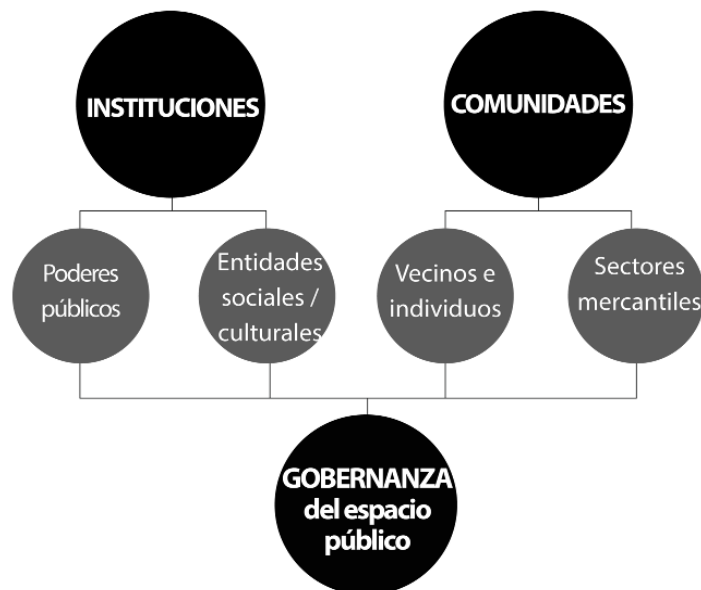 INSTITUCIONES
COMUNIDADES
Poderes
públicos
Entidades
sociales /
culturales
Vecinos e
individuos
Sectores
mercantiles
GOBERNANZA
del espacio
público